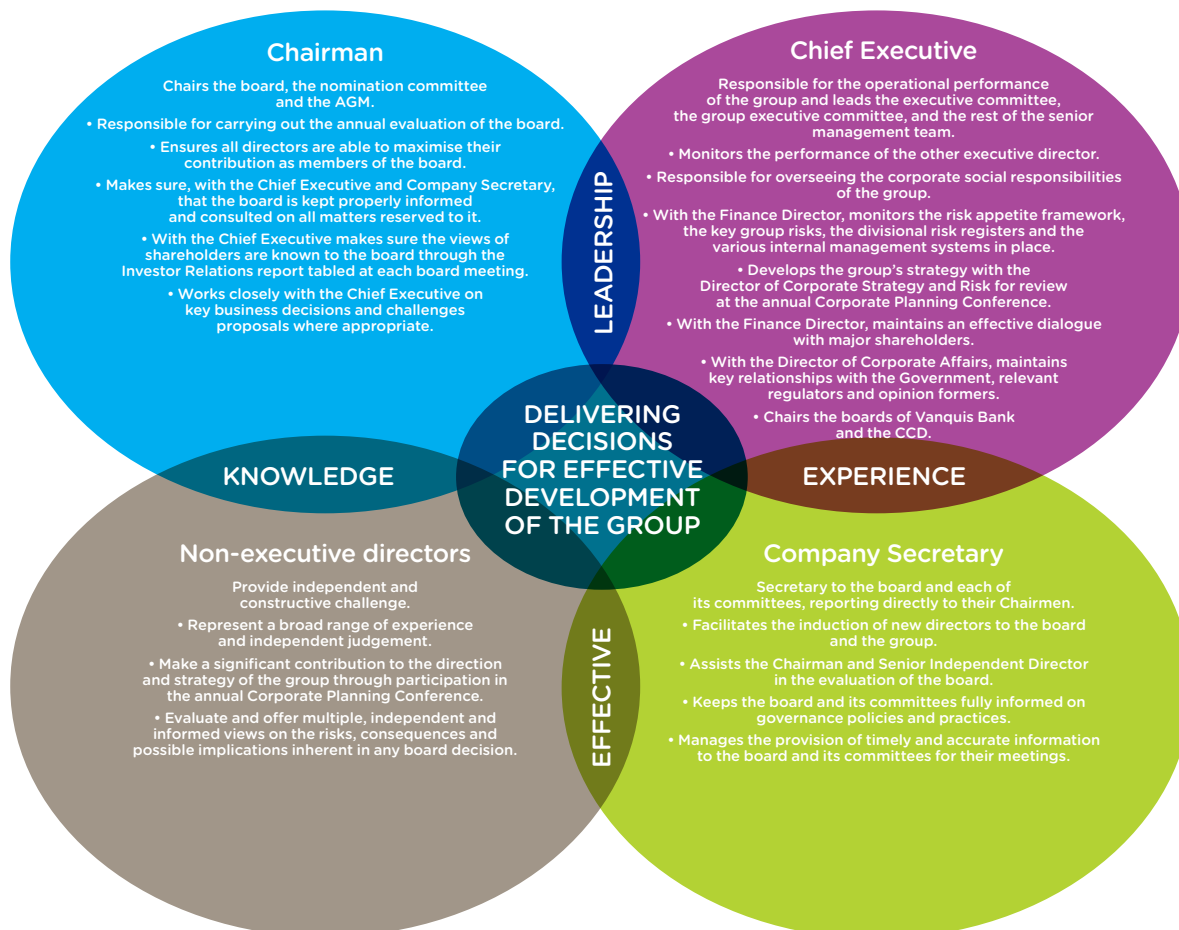 Chairman
Chairs the board, the nomination committee
and the AGM.
• Responsible for carrying out the annual evaluation of the board.
• Ensures all directors are able to maximise their
contribution as members of the board.
• Makes sure, with the Chief Executive and Company Secretary,
that the board is kept properly informed
and consulted on all matters reserved to it.
• With the Chief Executive makes sure the views of
shareholders are known to the board through the
Investor Relations report tabled at each board meeting.
• Works closely with the Chief Executive on
key business decisions and challenges
proposals where appropriate.
LEADERSHIP
Chief Executive
Responsible for the operational performance
of the group and leads the executive committee,
the group executive committee, and the rest of the senior
management team.
• Monitors the performance of the other executive director.
• Responsible for overseeing the corporate social responsibilities
of the group.
• With the Finance Director, monitors the risk appetite framework,
the key group risks, the divisional risk registers and the
various internal management systems in place.
• Develops the group's strategy with the
Director of Corporate Strategy and Risk for review
at the annual Corporate Planning Conference.
• With the Finance Director, maintains an effective dialogue
with major shareholders.
• With the Director of Corporate Affairs, maintains
key relationships with the Government, relevant
regulators and opinion formers.
• Chairs the boards of Vanquis Bank
and the CCD.
KNOWLEDGE
DELIVERING
DECISIONS
FOR EFFECTIVE
DEVELOPMENT
OF THE GROUP
EXPERIENCE
Non-executive directors
Provide independent and
constructive challenge.
• Represent a broad range of experience
and independent judgement.
• Make a significant contribution to the direction
and strategy of the group through participation in
the annual Corporate Planning Conference.
• Evaluate and offer multiple, independent and
informed views on the risks, consequences and
possible implications inherent in any board decision.
EFFECTIVE
Company Secretary
Secretary to the board and each of
its committees, reporting directly to their Chairmen.
• Facilitates the induction of new directors to the board
and the group.
• Assists the Chairman and Senior Independent Director
in the evaluation of the board.
• Keeps the board and its committees fully informed on
governance policies and practices.
• Manages the provision of timely and accurate information
to the board and its committees for their meetings.